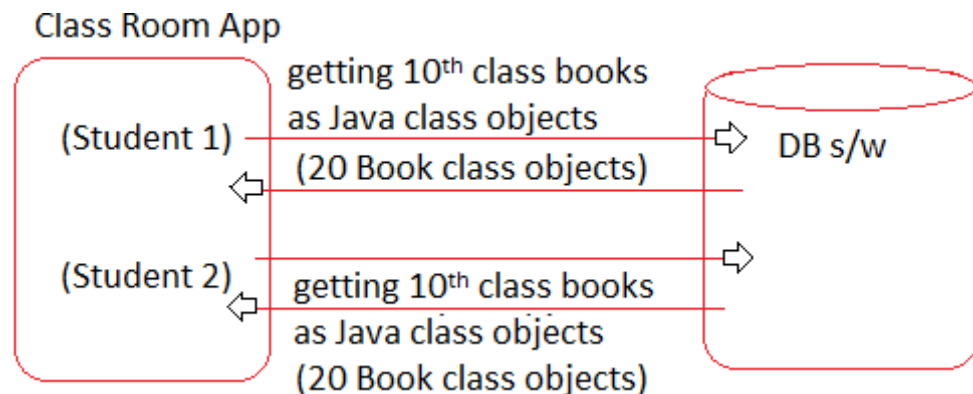 Class Room App
getting 10th class books
as Java class objects
(Student 1)
(20 Book class objects)
DB s/w
(Student 2)
getting 10th class books
as Java class objects
(20 Book class objects)